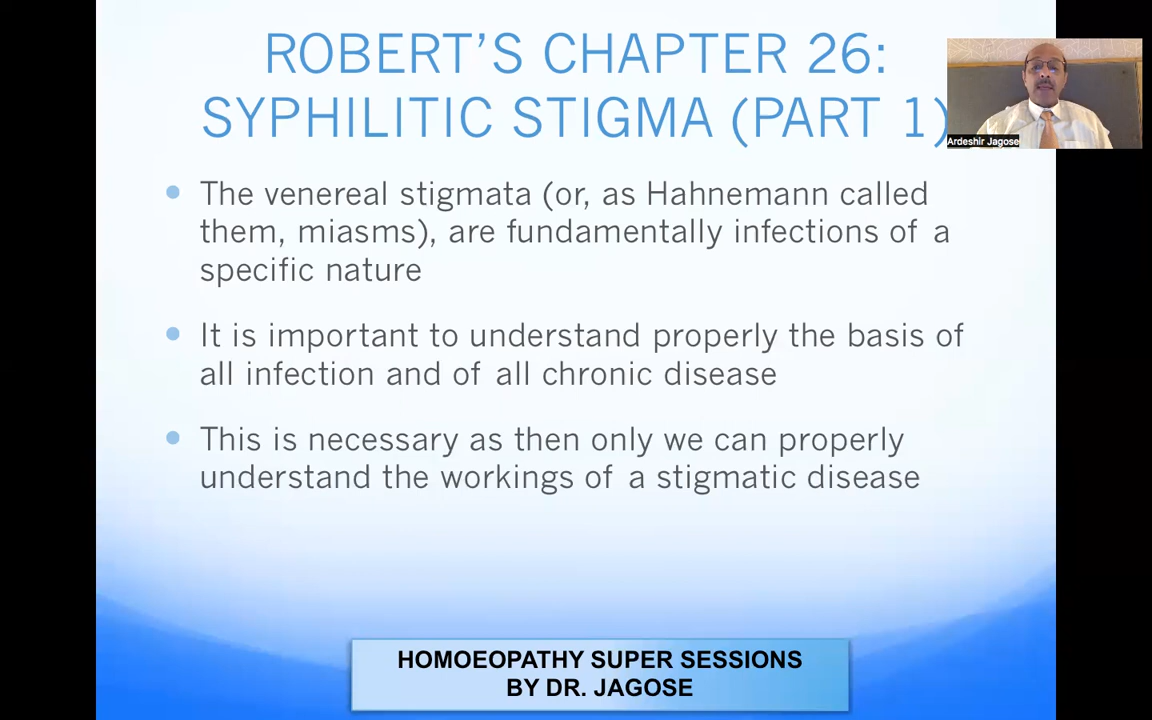 ROBERT'S CHAPTER 26:
SYPHILITIC STIGMA (PART 1)
Ardeshir Jagose
• The venereal stigmata (or, as Hahnemann called
them, miasms), are fundamentally infections of a
specific nature
• It is important to understand properly the basis of
all infection and of all chronic disease
• This is necessary as then only we can properly
understand the workings of a stigmatic disease
HOMOEOPATHY SUPER SESSIONS
BY DR. JAGOSE